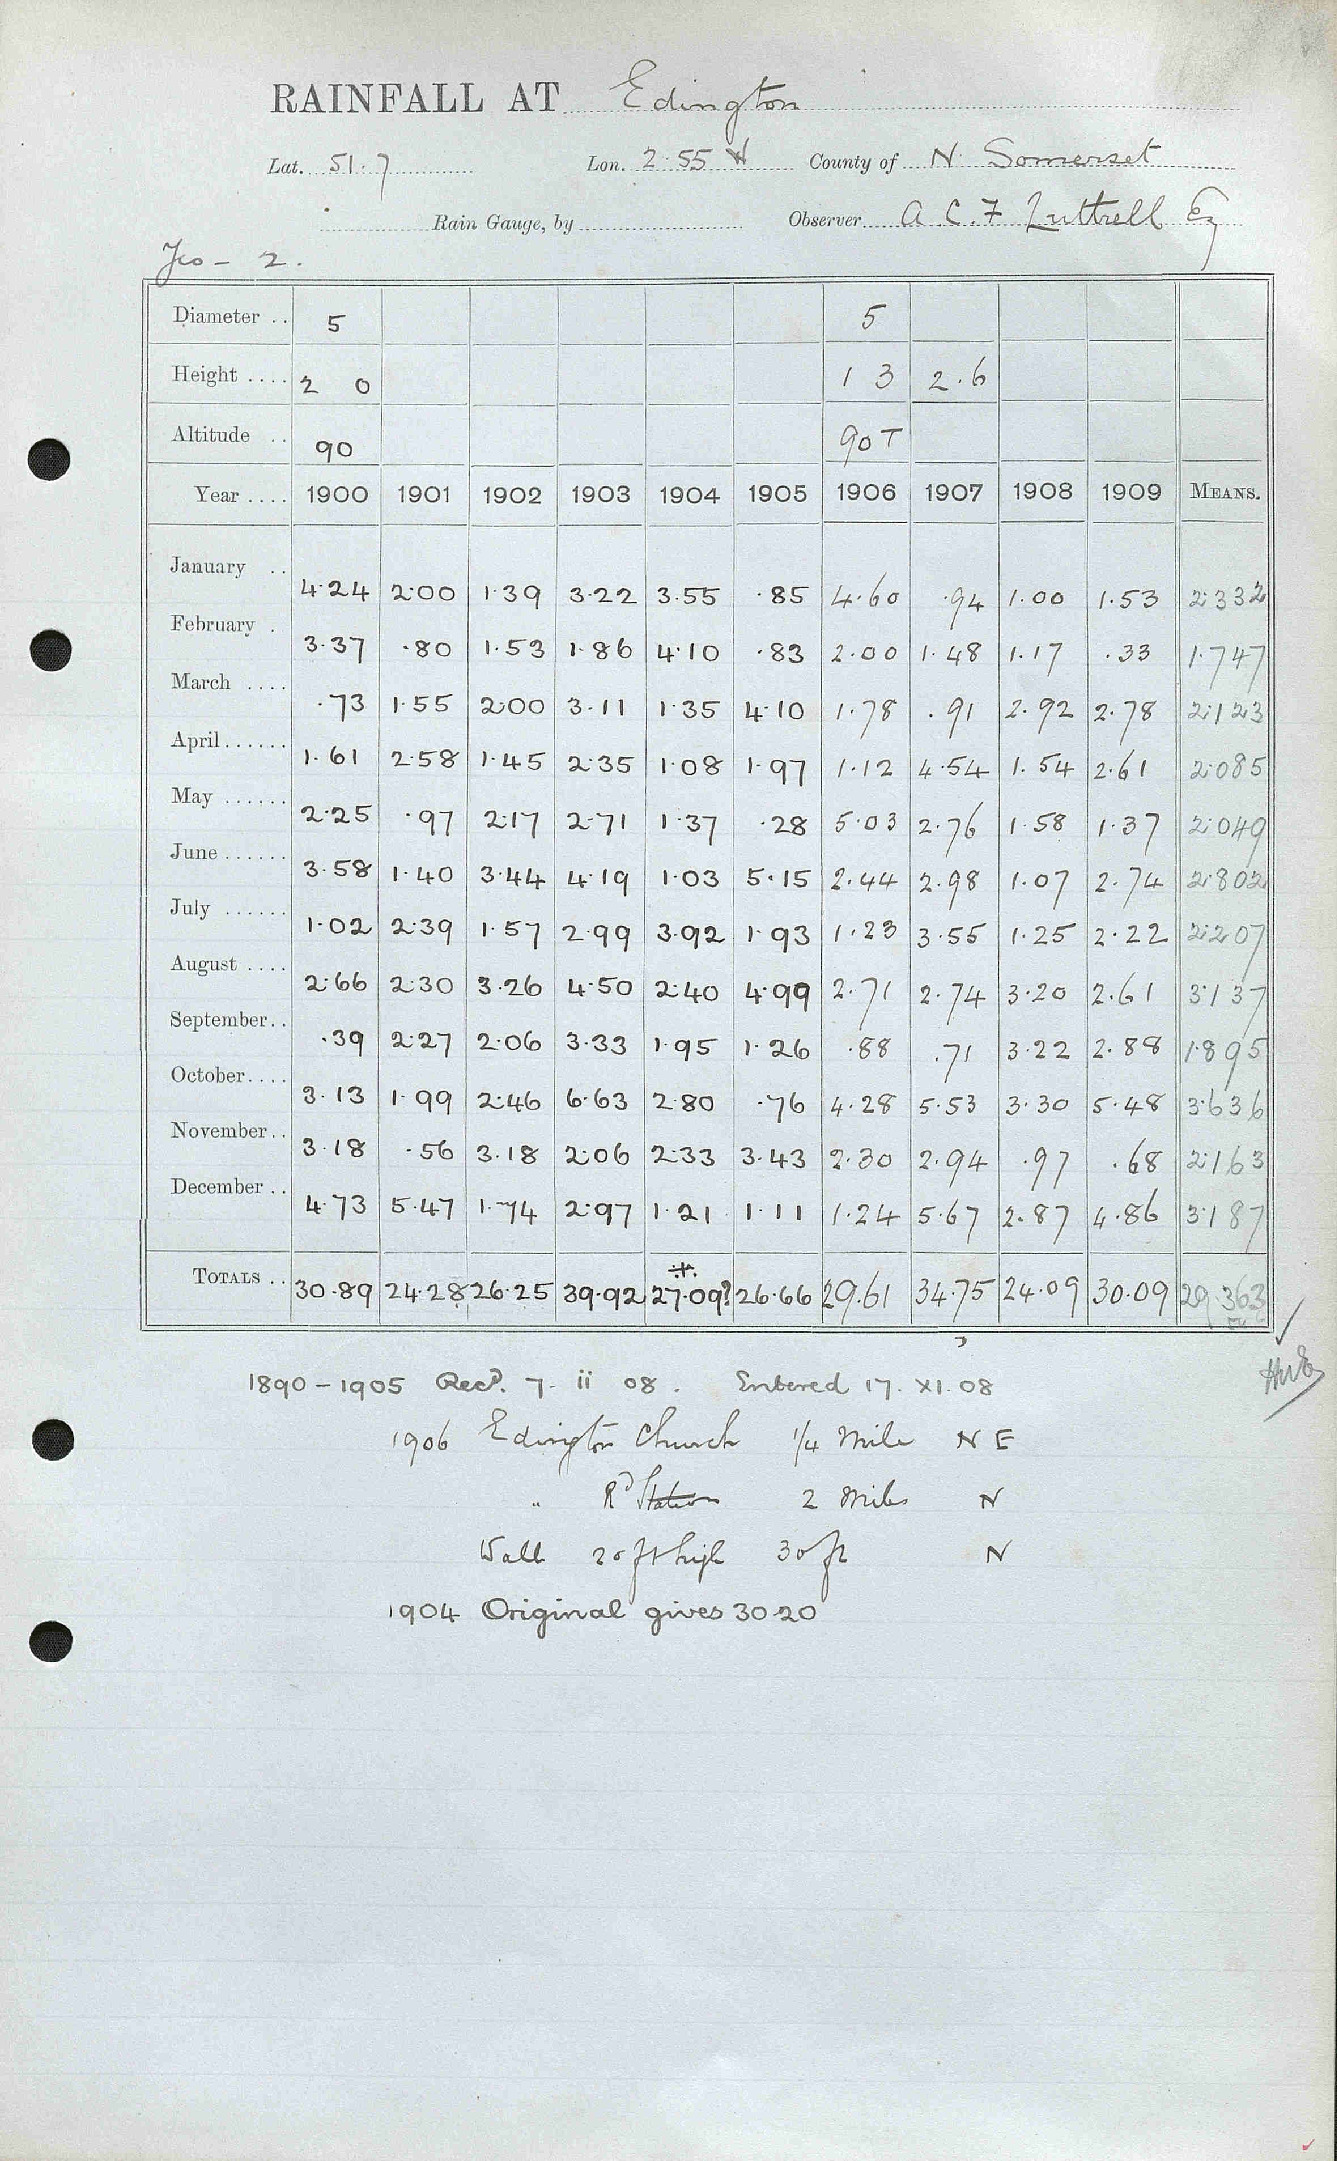 RAINFALL AT Edington
Lat. 51.7 Lon. 2.55 W County of N. Somerset
Rain Gauge, by Observer A C. F Luttrell Esq
2.
Diameter .. 5 5
Height .... 2 0 1 3 2.6
Altitude .. 90 90 T
Year .... 1900 1901 1902 1903 1904 1905 1906 1907 1908 1909 MEANS.
January .. 4.24 2.00 1.39 3.22 3.55 .85 4.60 .94 1.00 1.53 2.332
February . 3.37 .80 1.53 1.86 4.10 .83 2.00 1.48 1.17 .33 1.747
March .... .73 1.55 2.00 3.11 1.35 4.10 1.78 .91 2.92 2.78 2.123
April...... 1.61 2.58 1.45 2.35 1.08 1.97 1.12 4.54 1.54 2.61 2.085
May ...... 2.25 .97 2.17 2.71 1.37 .28 5.03 2.76 1.58 1.37 2.049
June ...... 3.58 1.40 3.44 4.19 1.03 5.15 2.44 2.98 1.07 2.74 2.802
July ...... 1.02 2.39 1.57 2.99 3.92 1.93 1.23 3.55 1.25 2.22 2.207
August .... 2.66 2.30 3.26 4.50 2.40 4.99 2.71 2.74 3.20 2.61 3.137
September.. .39 2.27 2.06 3.33 1.95 1.26 .88 .71 3.22 2.88 1.895
October.... 3.13 1.99 2.46 6.63 2.80 .76 4.28 5.53 3.30 5.48 3.636
November.. 3.18 .56 3.18 2.06 2.33 3.43 2.30 2.94 .97 .68 2.163
December .. 4.73 5.47 1.74 2.97 1.21 1.11 1.24 5.67 2.87 4.86 3.187
TOTALS .. 30.89 24.28 26.25 39.92 27.09? 26.66 29.61 34.75 24.09 30.09 29.363
1890-1905 Recd. 7. ii 08. Entered 17. XI. 08
1906 Edington Church 1/4 Mile N E
" Rd Station 2 Miles N
Wall 20 ft high 30 ft N
1904 Original gives 30.20